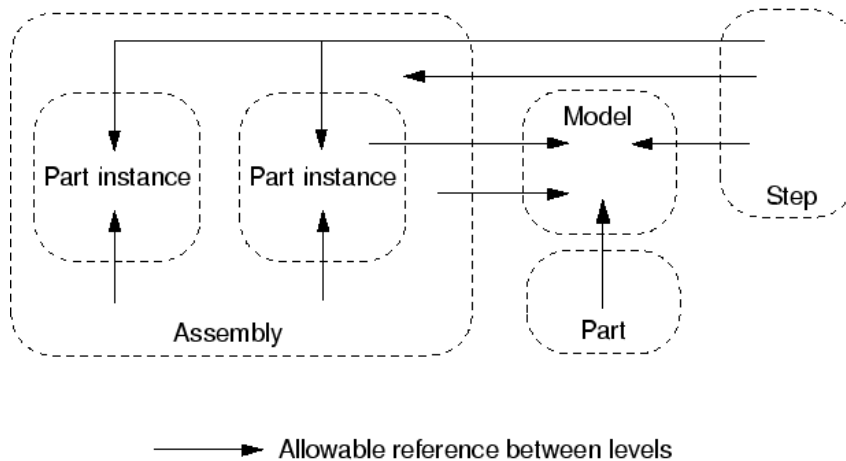 Model
Part instance
Part instance
Step
Assembly
Part
Allowable reference between levels